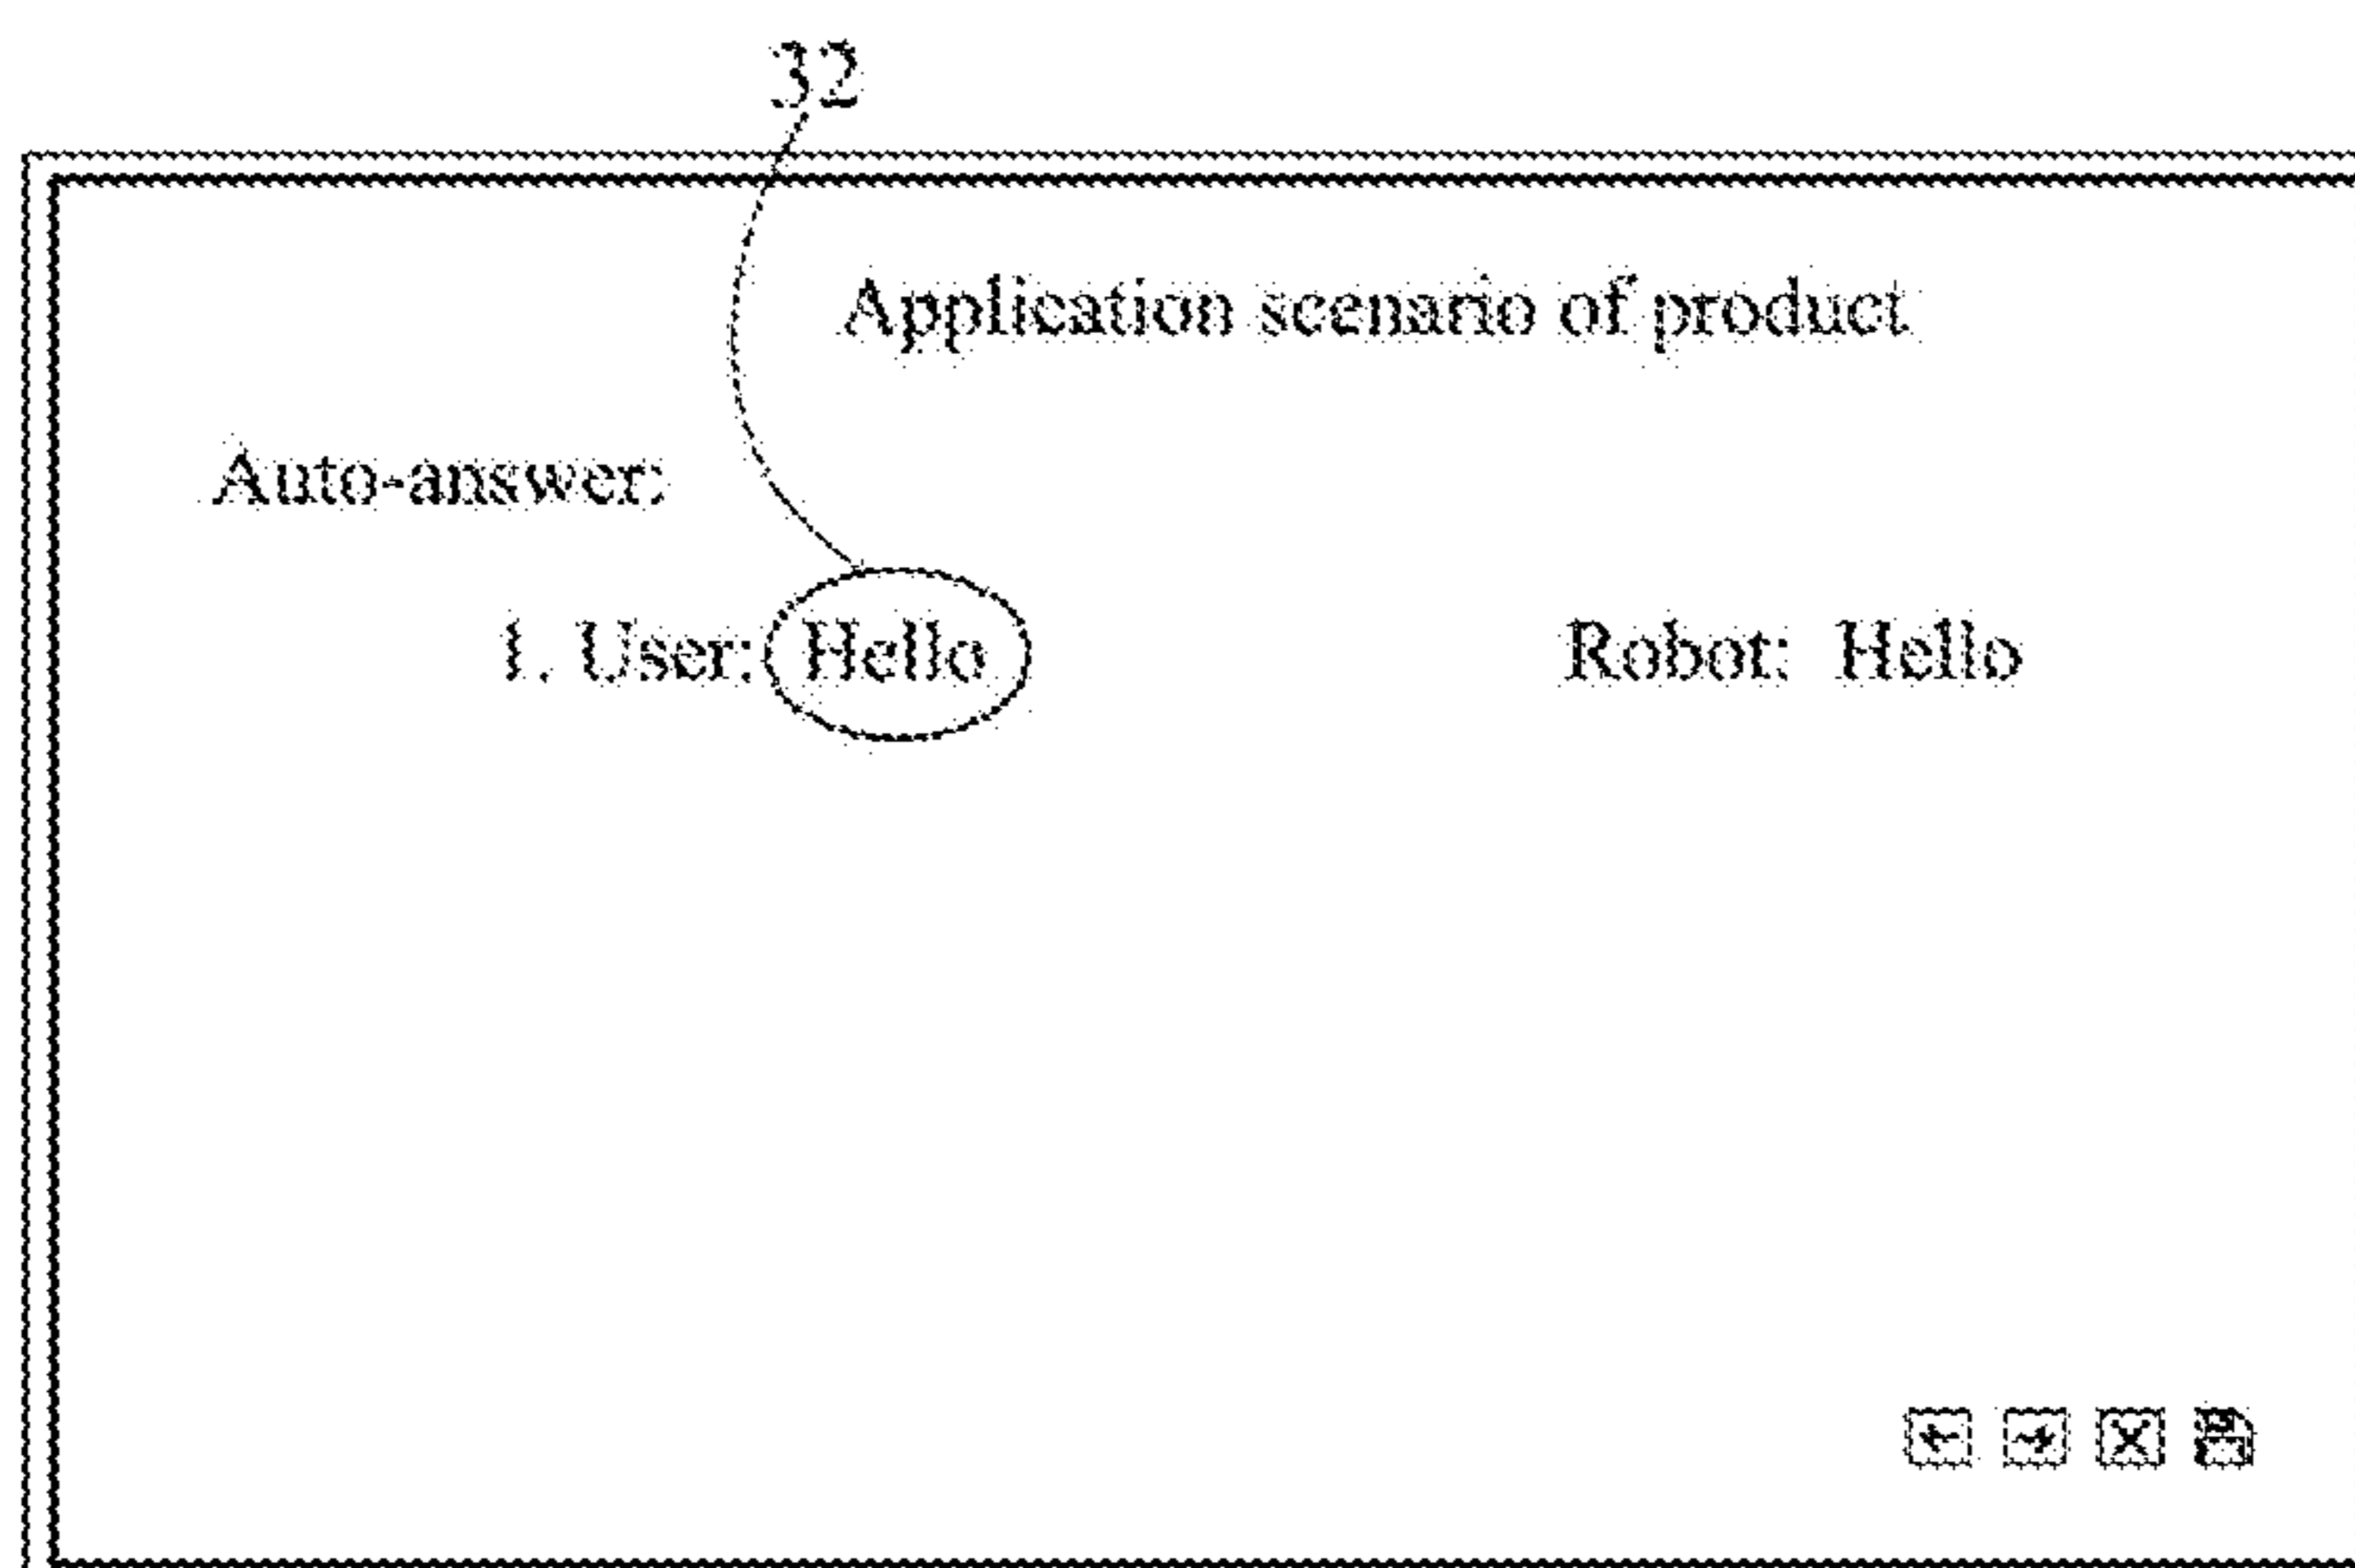 32
Application scenario of product
Auto-answer:
1. User: Hello Robot: Hello